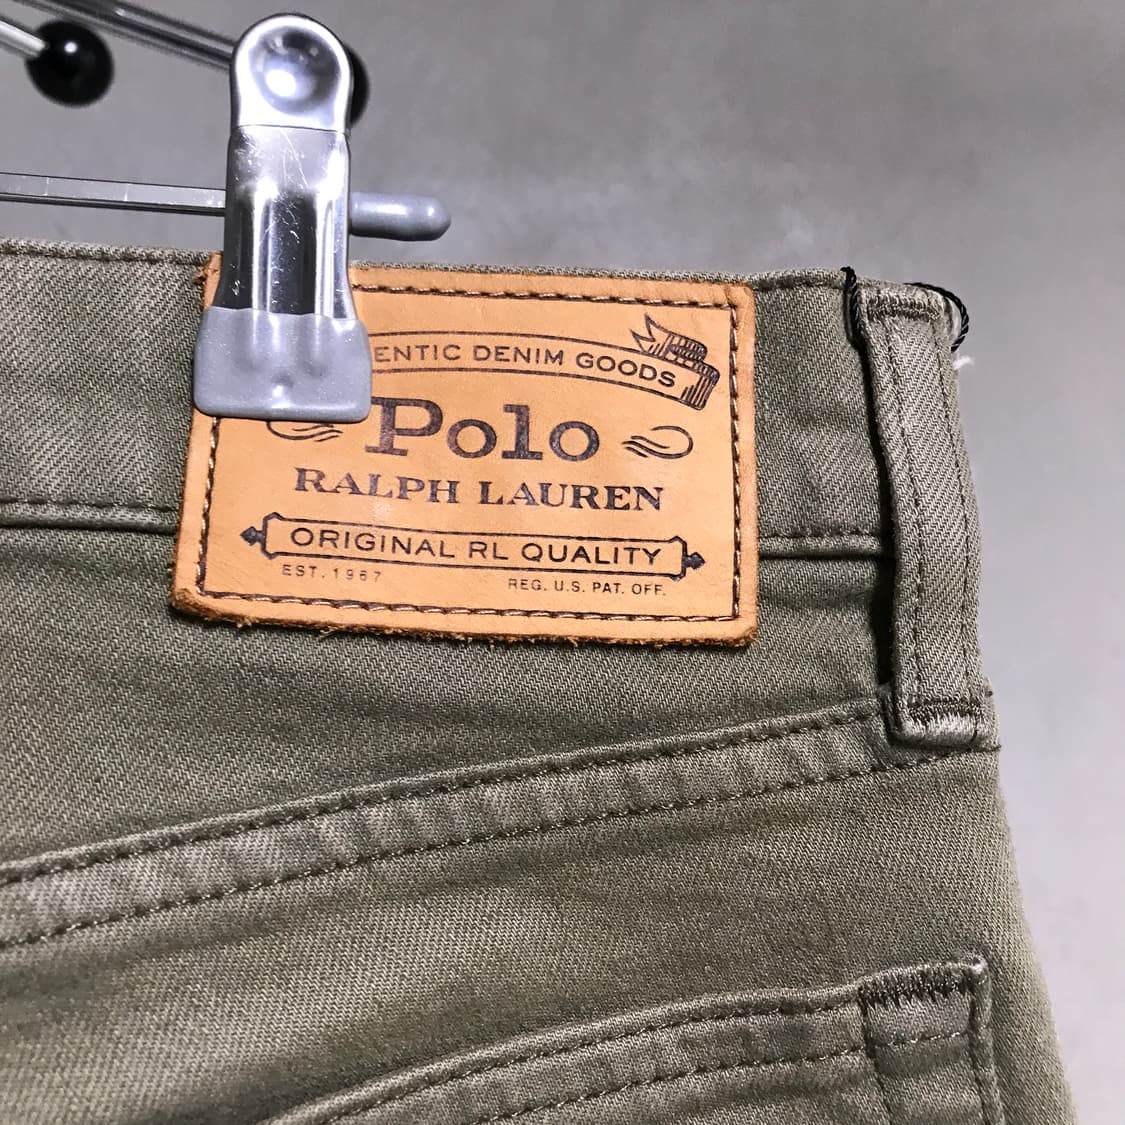 ENTIC DENIM GOODS
Polo
RALPH LAUREN
ORIGINAL RL QUALITY
EST. 1967
REG. U.S. PAT. OFF.